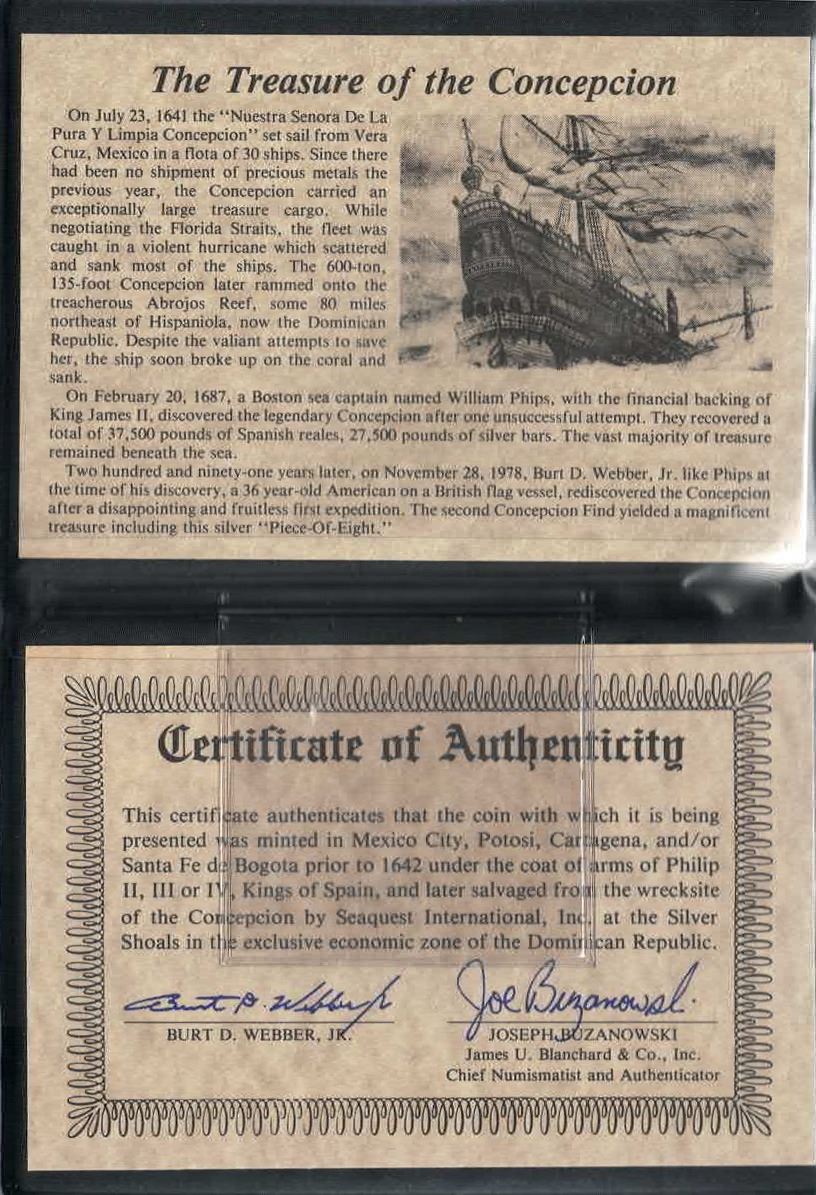 The Treasure of the Concepcion
On July 23, 1641 the "Nuestra Senora De La
Pura Y Limpia Concepcion" set sail from Vera
Cruz, Mexico in a flota of 30 ships. Since there
had been no shipment of precious metals the
previous year, the Concepcion carried an
exceptionally large treasure cargo. While
negotiating the Florida Straits, the fleet was
caught in a violent hurricane which scattered
and sank most of the ships. The 600-ton,
135-foot Concepcion later rammed onto the
treacherous Abrojos Reef, some 80 miles
northeast of Hispaniola, now the Dominican
Republic. Despite the valiant attempts to save
her, the ship soon broke up on the coral and
sank.
On February 20, 1687, a Boston sea captain named William Phips, with the financial backing of
King James II, discovered the legendary Concepcion after one unsuccessful attempt. They recovered a
total of 37,500 pounds of Spanish reales, 27,500 pounds of silver bars. The vast majority of treasure
remained beneath the sea.
Two hundred and ninety-one years later, on November 28, 1978, Burt D. Webber, Jr. like Phips at
the time of his discovery, a 36 year-old American on a British flag vessel, rediscovered the Concepcion
after a disappointing and fruitless first expedition. The second Concepcion Find yielded a magnificent
treasure including this silver "Piece-Of-Eight."
Certificate of Authenticity
This certificate authenticates that the coin with which it is being
presented was minted in Mexico City, Potosi, Cartagena, and/or
Santa Fe de Bogota prior to 1642 under the coat of arms of Philip
II, III or IV, Kings of Spain, and later salvaged from the wrecksite
of the Concepcion by Seaquest International, Inc. at the Silver
Shoals in the exclusive economic zone of the Dominican Republic.
Burt D. Webber Jr
Joe Buzanowski
BURT D. WEBBER, JR.
JOSEPH BUZANOWSKI
James U. Blanchard & Co., Inc.
Chief Numismatist and Authenticator